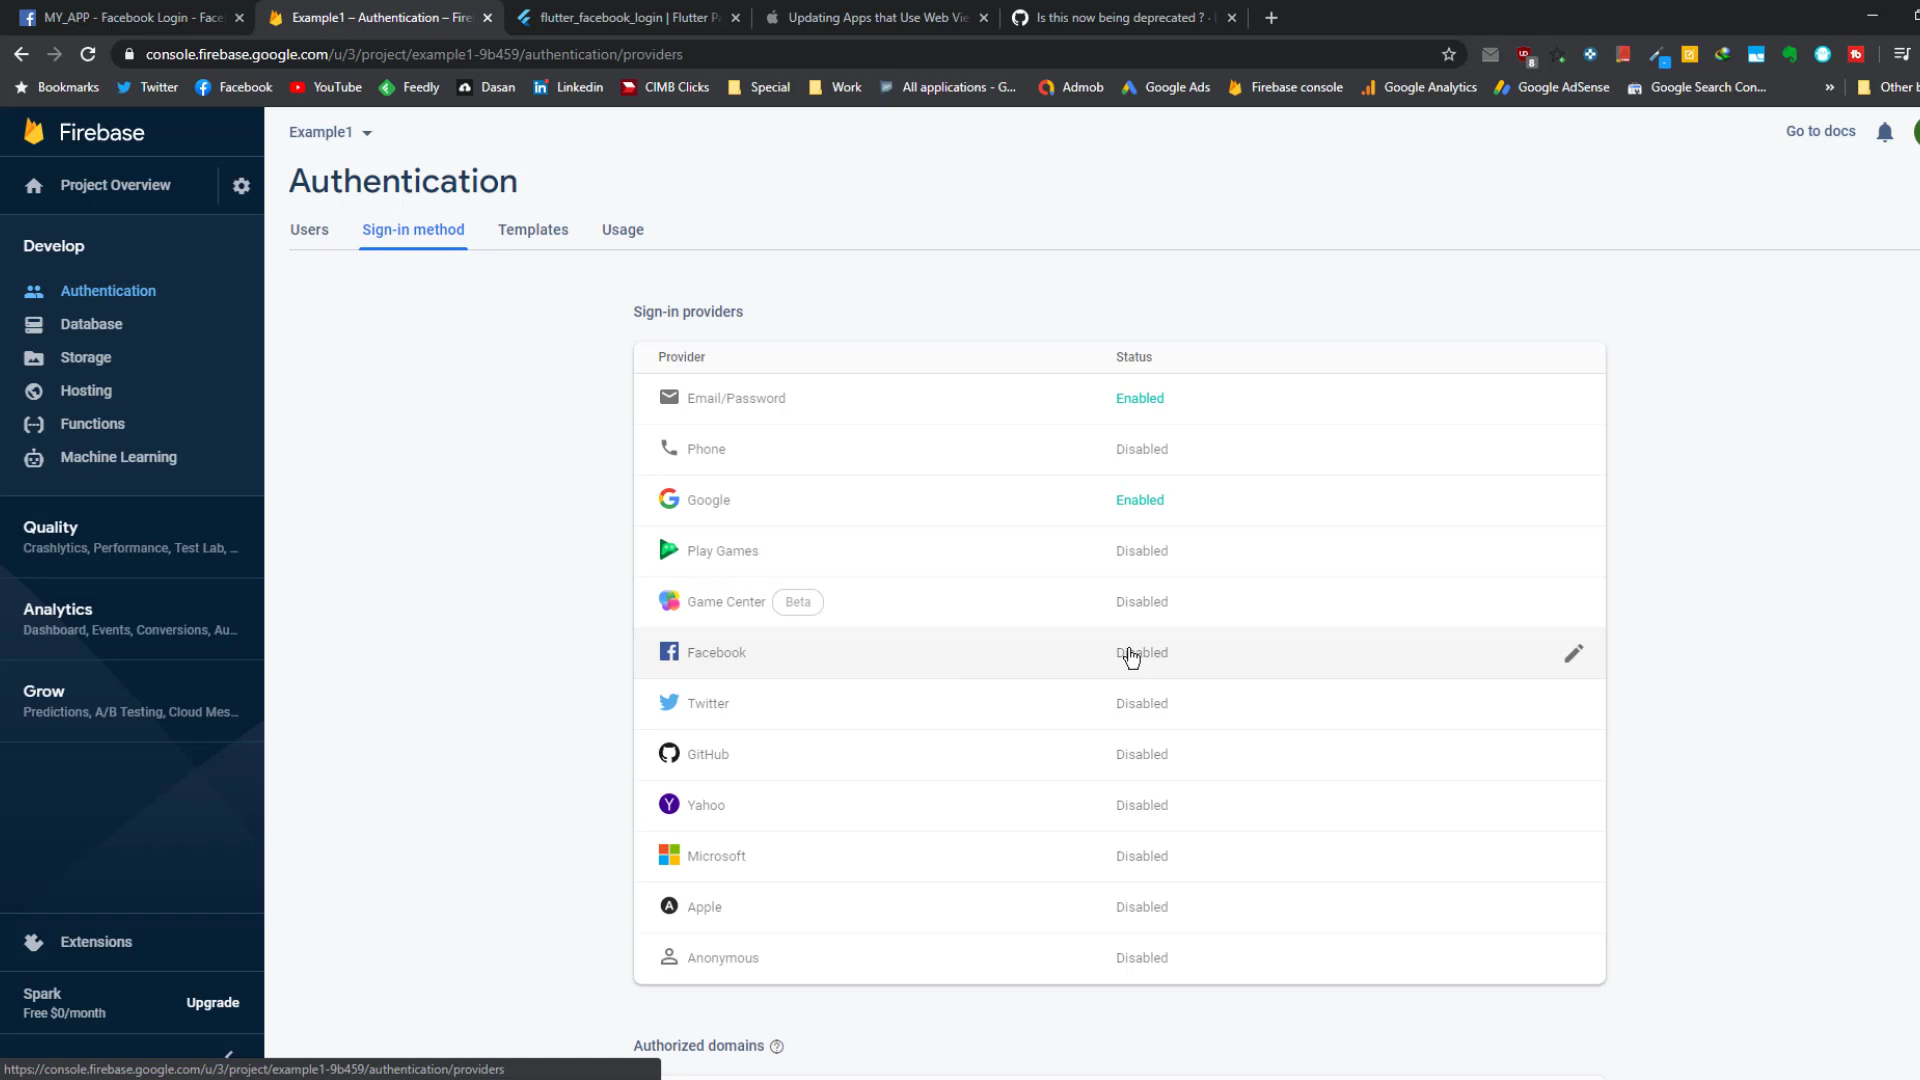 MY_APP - Facebook Login - Face
Example1 – Authentication – Fire
flutter_facebook_login | Flutter P
Updating Apps that Use Web Vie
Is this now being deprecated ? ·
console.firebase.google.com/u/3/project/example1-9b459/authentication/providers
8
Bookmarks
Twitter
Facebook
YouTube
Feedly
Dasan
Linkedin
CIMB Clicks
Special
Work
All applications - G...
Admob
Google Ads
Firebase console
Google Analytics
Google AdSense
Google Search Con...
»
Other b
Firebase
Example1
Go to docs
Project Overview
Authentication
Users
Sign-in method
Templates
Usage
Develop
Authentication
Database
Storage
Hosting
Functions
Machine Learning
Quality
Crashlytics, Performance, Test Lab, ...
Analytics
Dashboard, Events, Conversions, Au...
Grow
Predictions, A/B Testing, Cloud Mes...
Extensions
Spark
Free $0/month
Upgrade
Sign-in providers
Provider
Status
Email/Password
Enabled
Phone
Disabled
Google
Enabled
Play Games
Disabled
Game Center
Beta
Disabled
Facebook
Disabled
Twitter
Disabled
GitHub
Disabled
Yahoo
Disabled
Microsoft
Disabled
Apple
Disabled
Anonymous
Disabled
Authorized domains
https://console.firebase.google.com/u/3/project/example1-9b459/authentication/providers